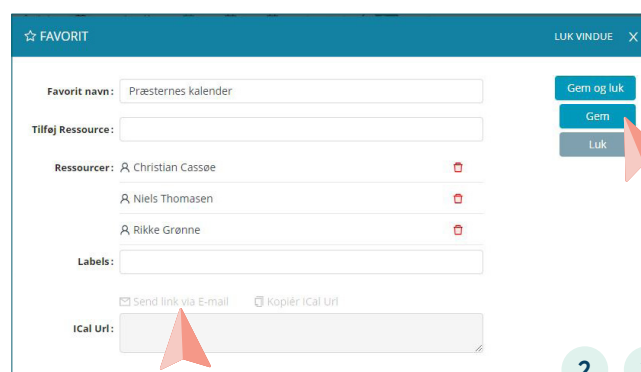 ☆ FAVORIT
LUK VINDUE X
Favorit navn: Præsternes kalender
Gem og luk
Gem
Tilføj Ressource:
Luk
Ressourcer: Christian Cassøe
Niels Thomasen
Rikke Grønne
Labels:
Send link via E-mail Kopiér iCal Url
ICal Url:
2